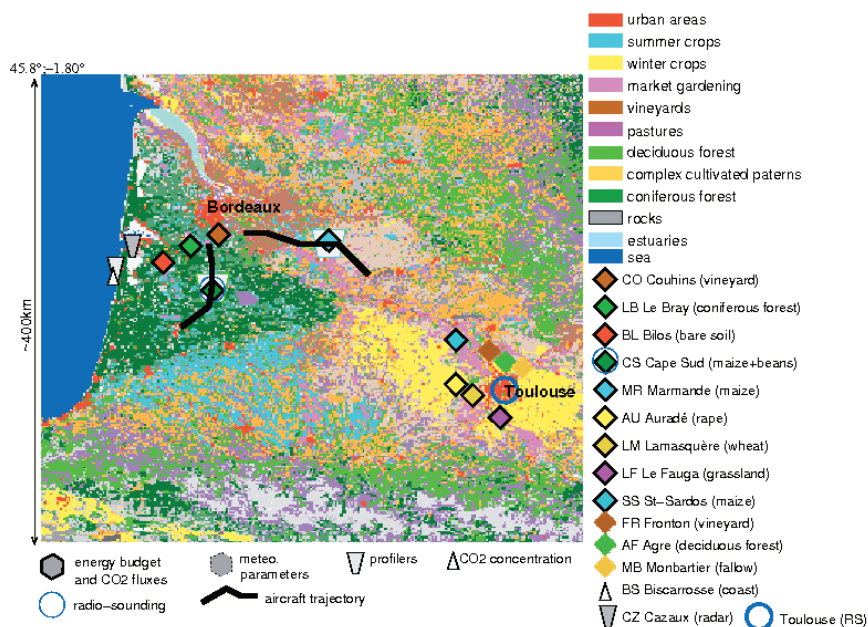 urban areas
45.8°;−1.80°
summer crops
winter crops
market gardening
vineyards
pastures
deciduous forest
complex cultivated paterns
coniferous forest
rocks
estuaries
sea
Bordeaux
~400km
Toulouse
CO Couhins (vineyard)
LB Le Bray (coniferous forest)
BL Bilos (bare soil)
CS Cape Sud (maize+beans)
MR Marmande (maize)
AU Auradé (rape)
LM Lamasquère (wheat)
LF Le Fauga (grassland)
SS St−Sardos (maize)
FR Fronton (vineyard)
AF Agre (deciduous forest)
MB Monbartier (fallow)
BS Biscarrosse (coast)
CZ Cazaux (radar)
Toulouse (RS)
energy budget
and CO2 fluxes
meteo.
parameters
profilers
CO2 concentration
radio−sounding
aircraft trajectory